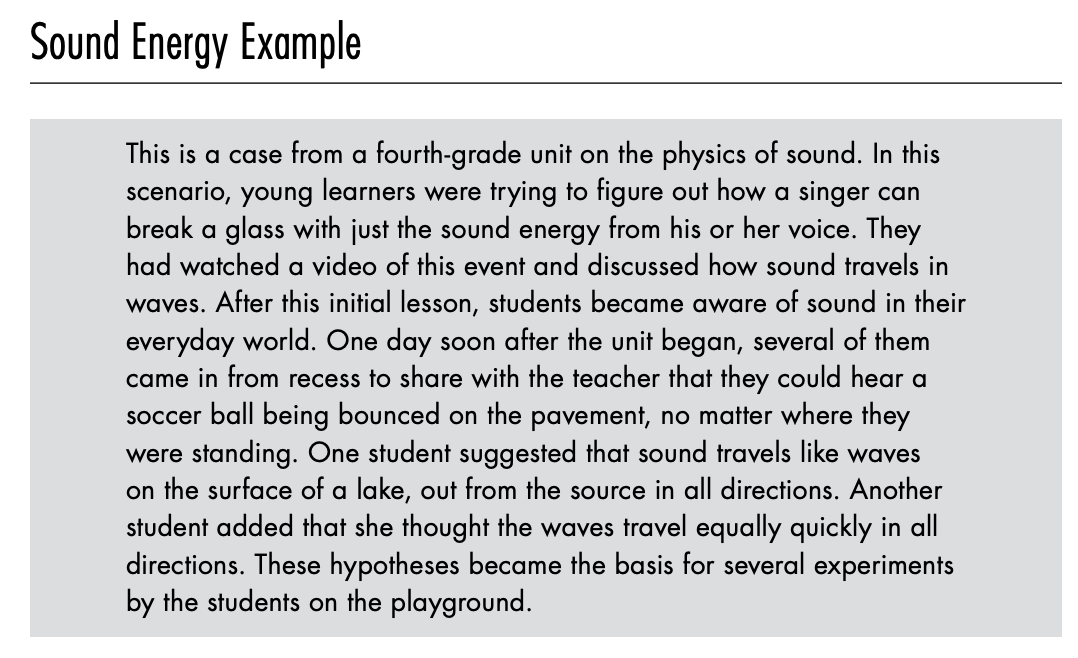 Sound Energy Example
This is a case from a fourth-grade unit on the physics of sound. In this
scenario, young learners were trying to figure out how a singer can
break a glass with just the sound energy from his or her voice. They
had watched a video of this event and discussed how sound travels in
waves. After this initial lesson, students became aware of sound in their
everyday world. One day soon after the unit began, several of them
came in from recess to share with the teacher that they could hear a
soccer ball being bounced on the pavement, no matter where they
were standing. One student suggested that sound travels like waves
on the surface of a lake, out from the source in all directions. Another
student added that she thought the waves travel equally quickly in all
directions. These hypotheses became the basis for several experiments
by the students on the playground.